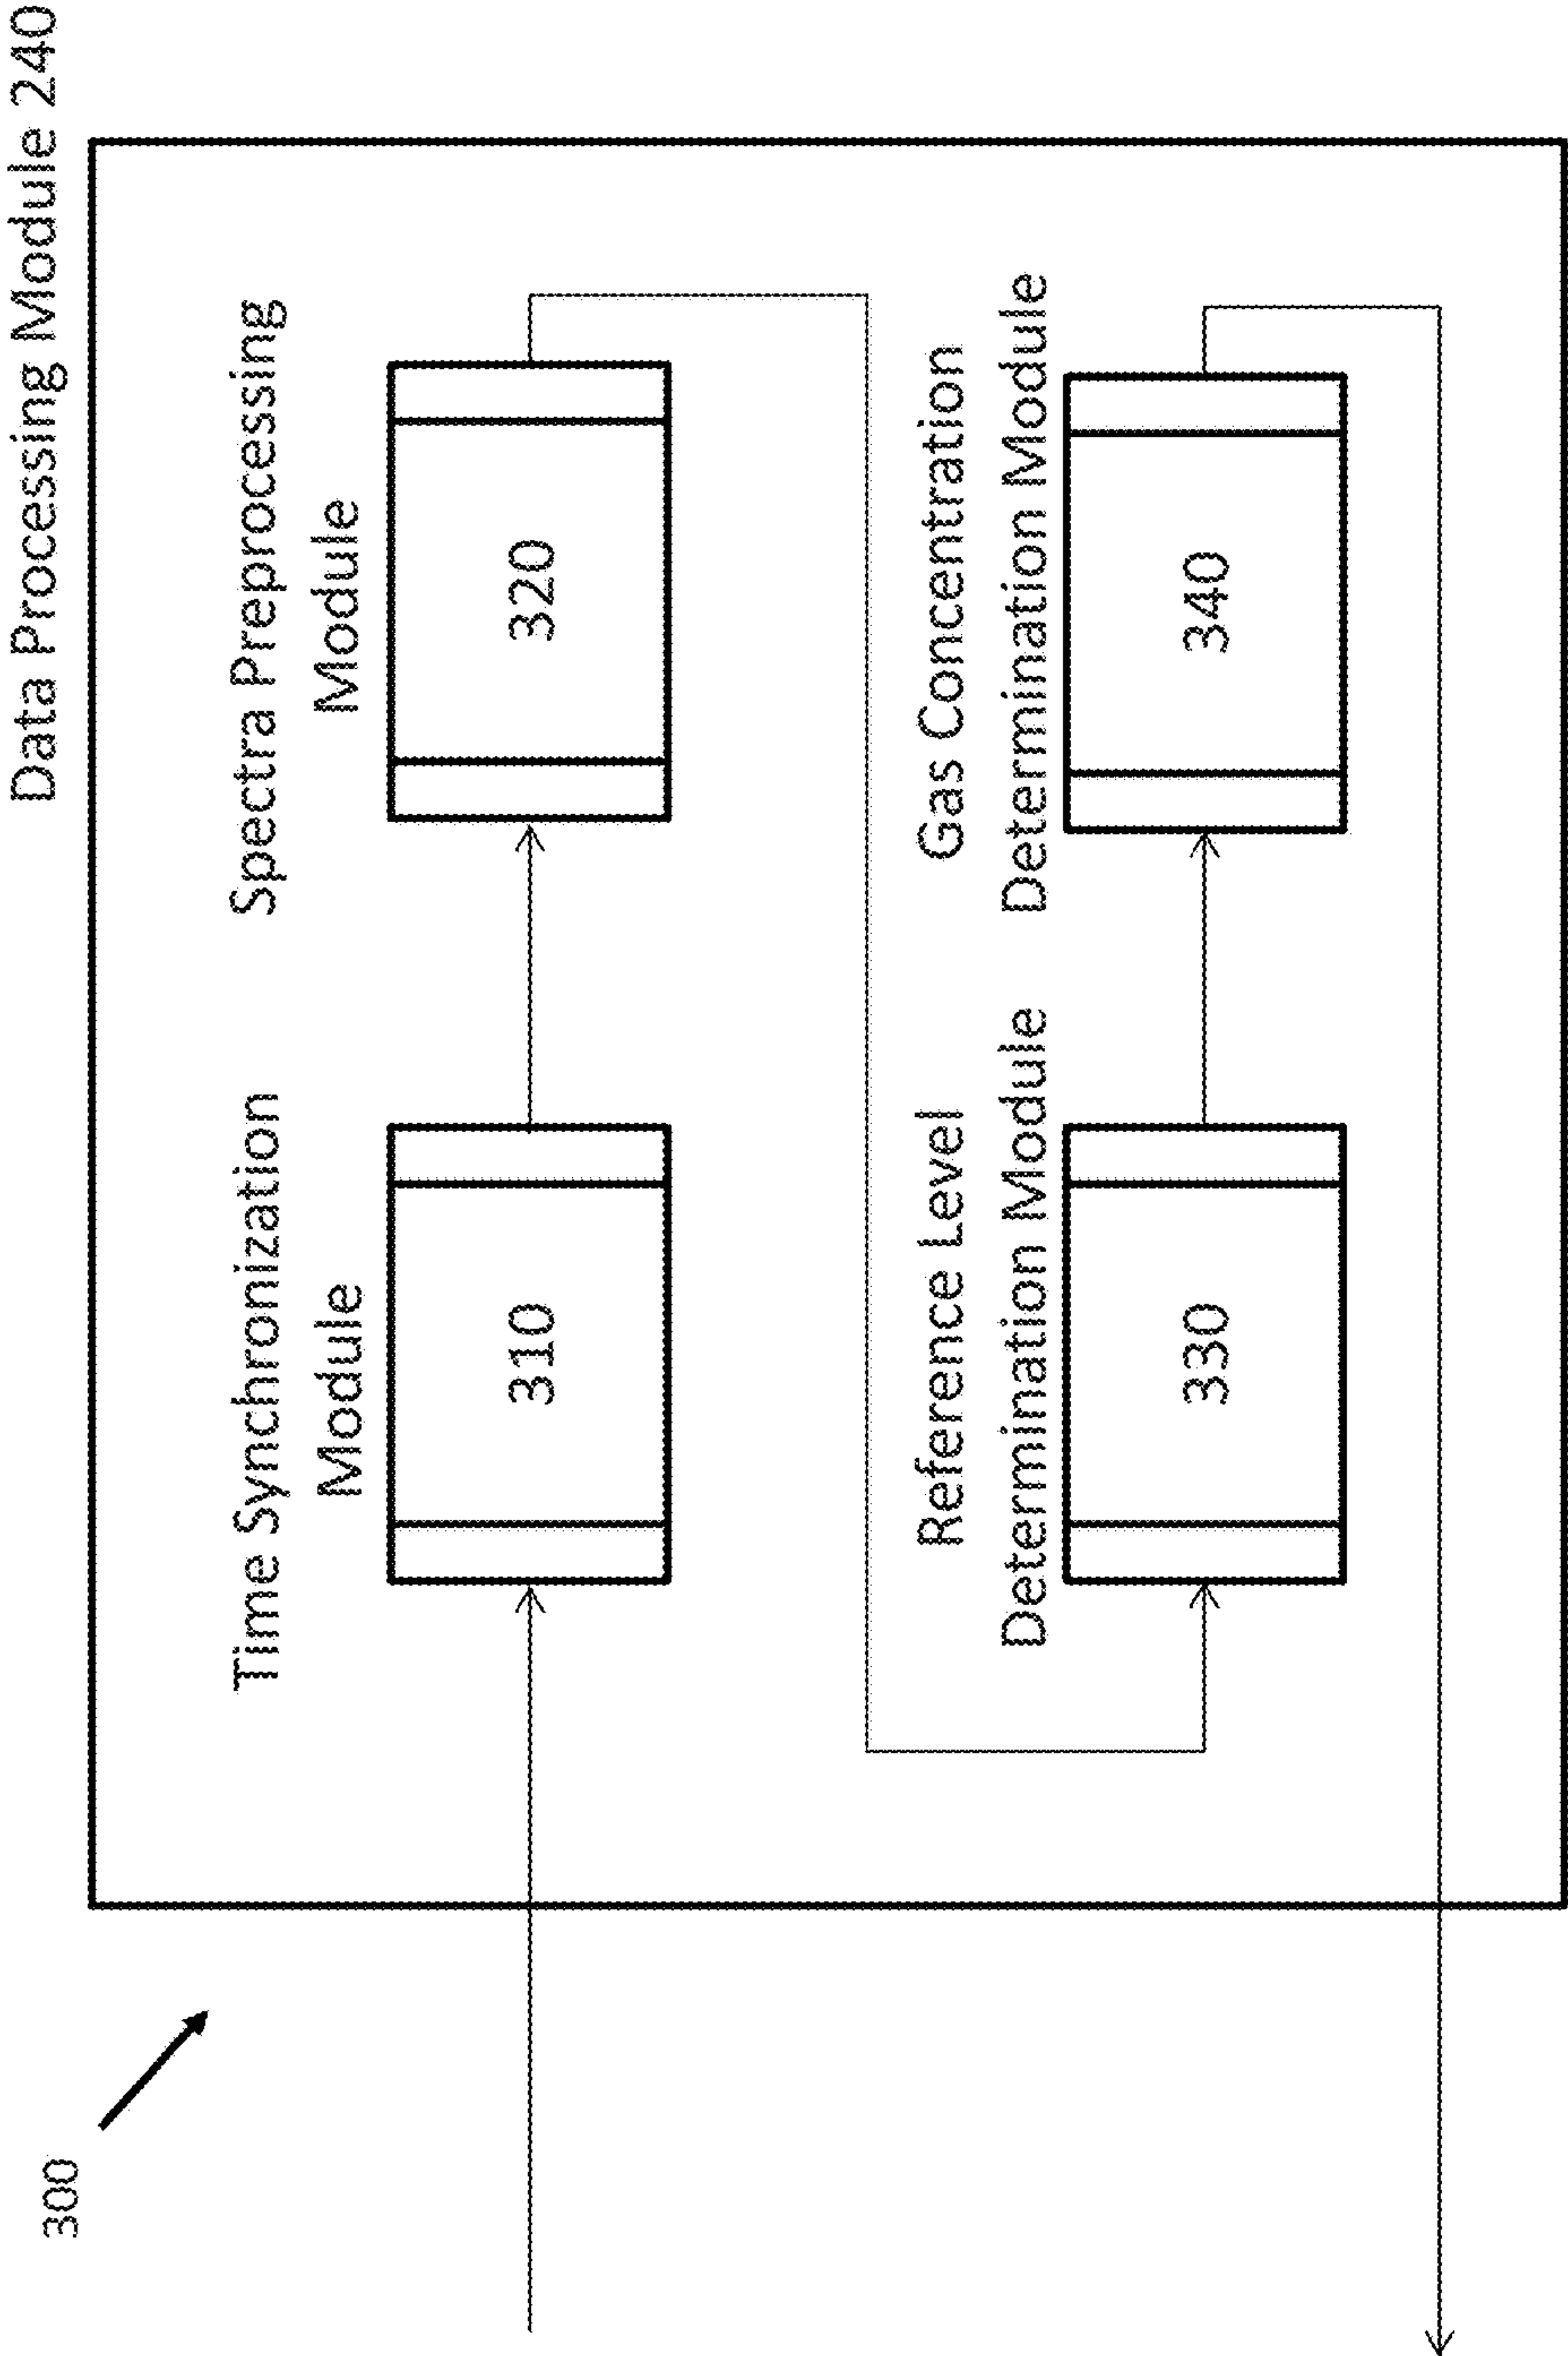 300
Data Processing Module 240
Time Synchronization
Module
310
Spectra Preprocessing
Module
320
Reference Level
Determination Module
330
Gas Concentration
Determination Module
340